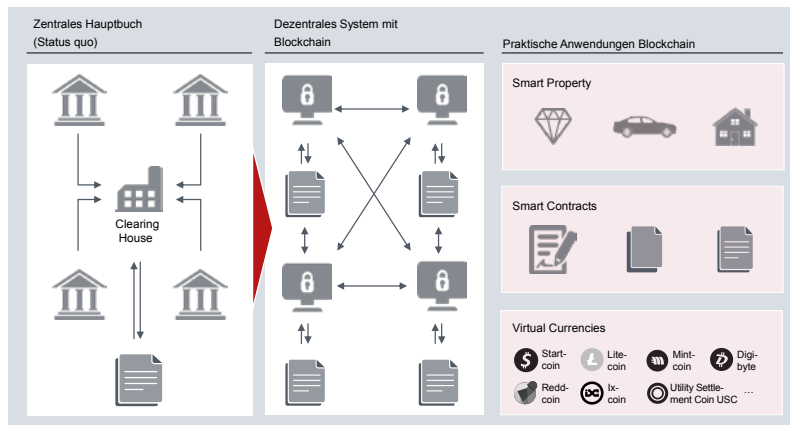 Zentrales Hauptbuch
(Status quo)
Dezentrales System mit
Blockchain
Praktische Anwendungen Blockchain
Clearing
House
Smart Property
Smart Contracts
Virtual Currencies
$ Start-
coin
Ł Lite-
coin
Mint-
coin
Digi-
byte
Redd-
coin
iDC Ix-
coin
Utility Settle-
ment Coin USC
...